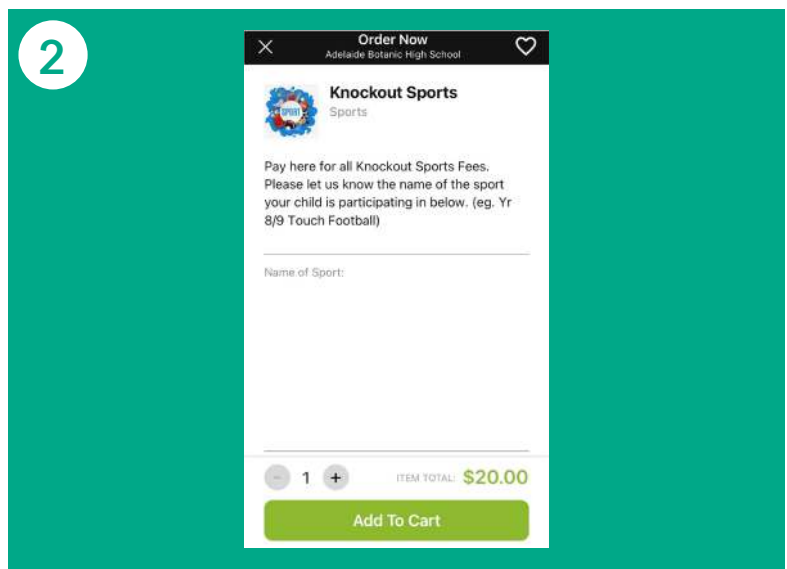 2
Order Now
Adelaide Botanic High School
Knockout Sports
SPORT
Sports
Pay here for all Knockout Sports Fees.
Please let us know the name of the sport
your child is participating in below. (eg. Yr
8/9 Touch Football)
Name of Sport:
- 1 + ITEM TOTAL: $20.00
Add To Cart